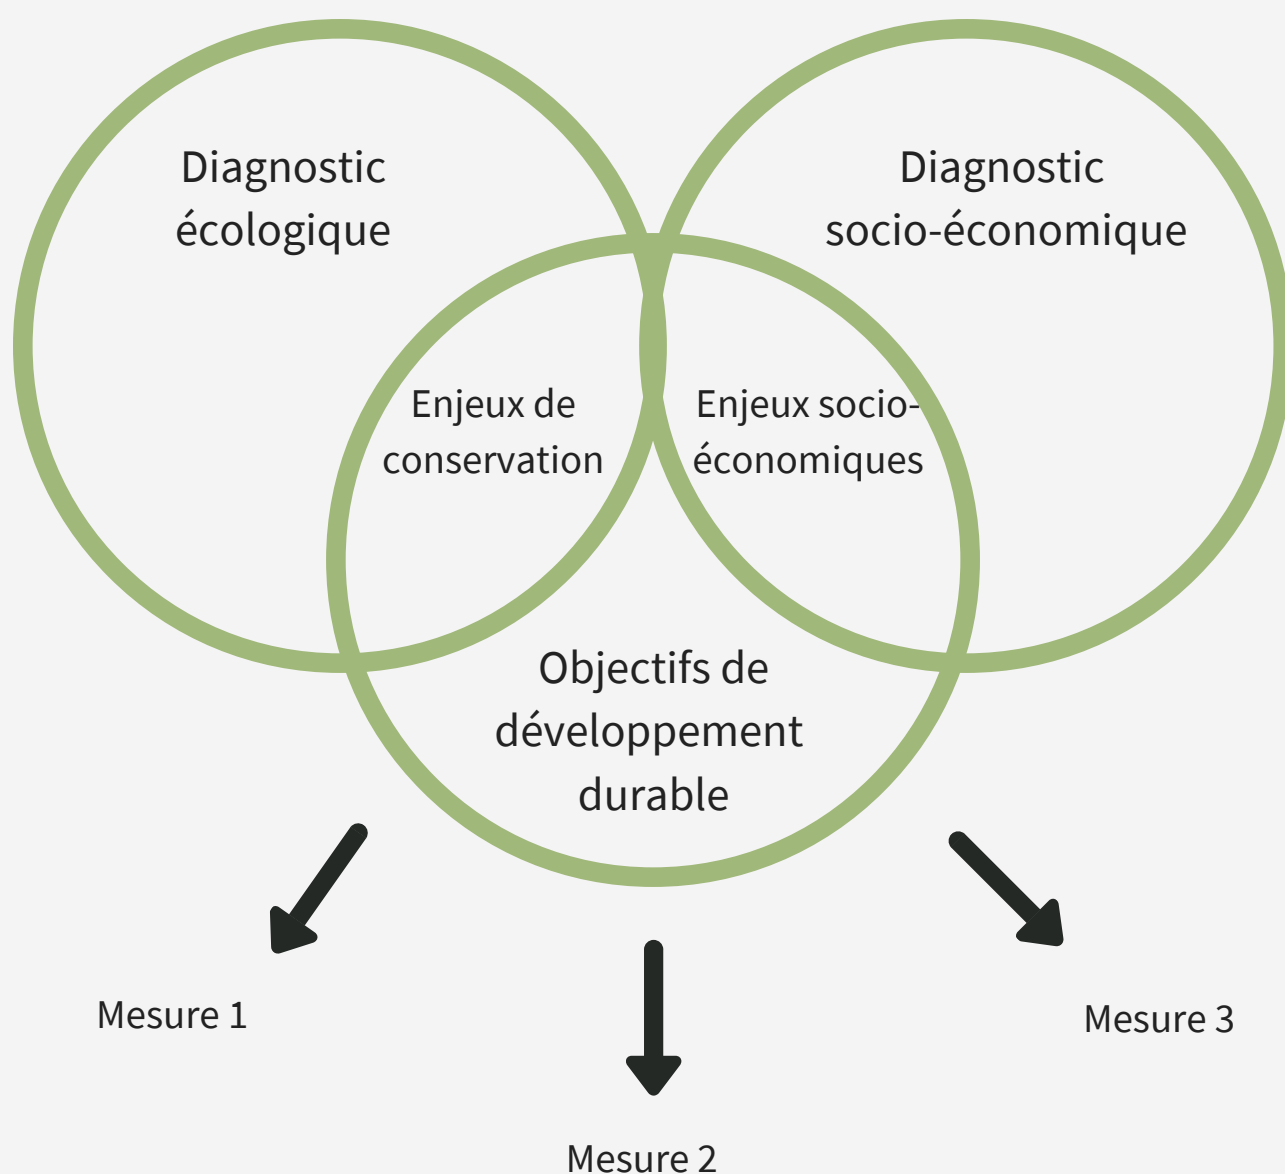 Diagnostic
écologique
Diagnostic
socio-économique
Enjeux de
conservation
Enjeux socio-
économiques
Objectifs de
développement
durable
Mesure 1
Mesure 3
Mesure 2